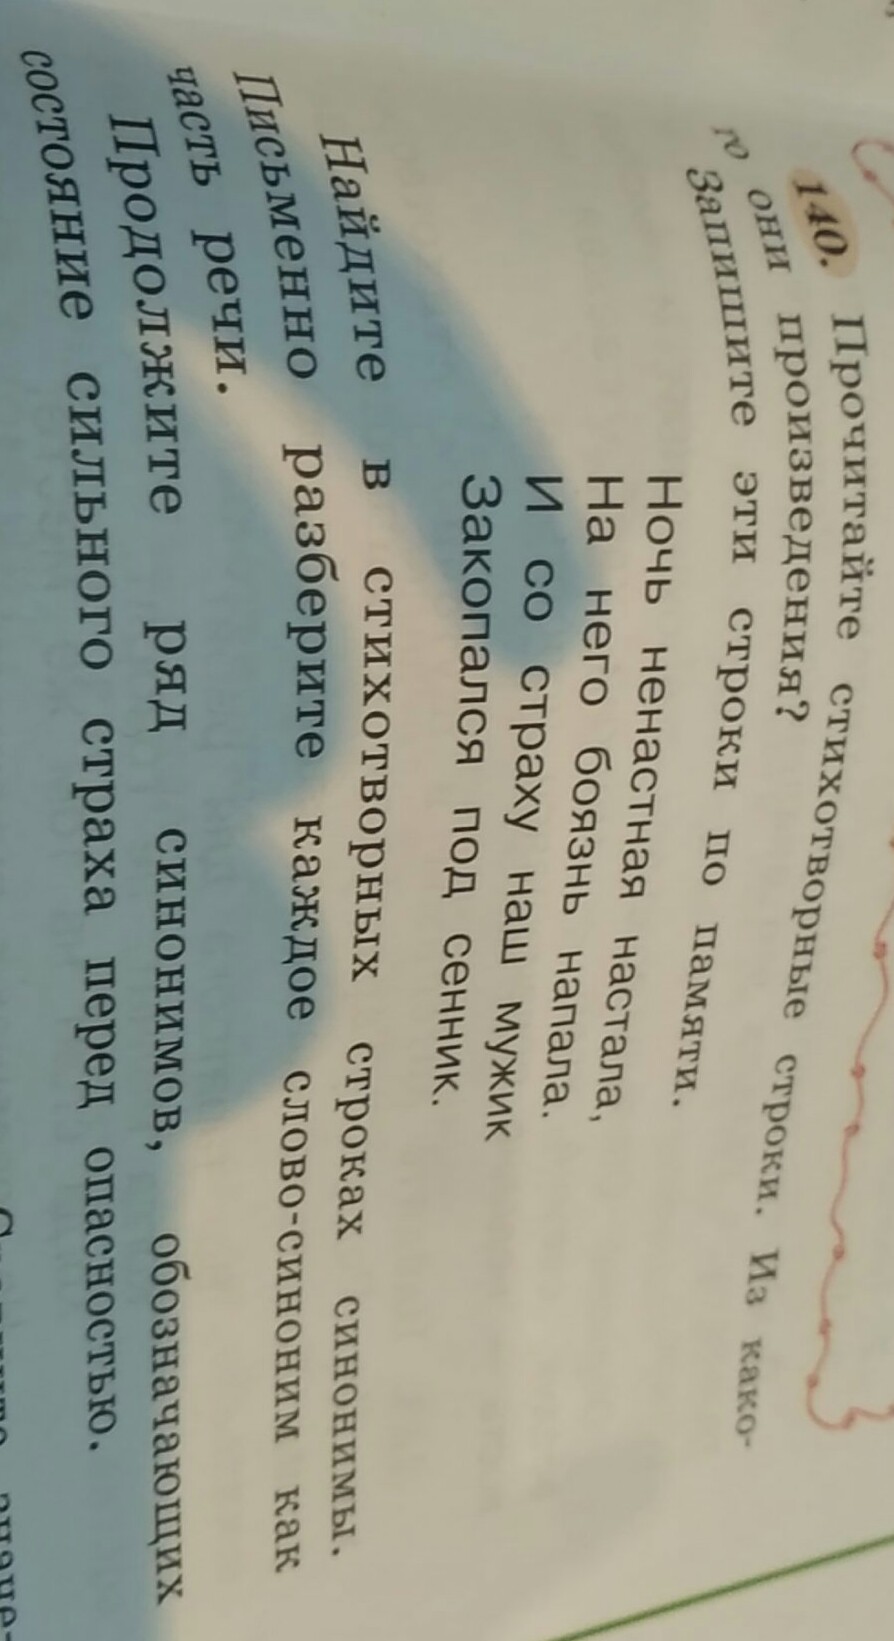 140. Прочитайте стихотворные строки. Из како-
го они произведения?
Запишите эти строки по памяти.
Ночь ненастная настала,
На него боязнь напала.
И со страху наш мужик
Закопался под сенник.
Найдите в стихотворных строках синонимы.
Письменно разберите каждое слово-синоним как
часть речи.
Продолжите ряд синонимов, обозначающих
состояние сильного страха перед опасностью.